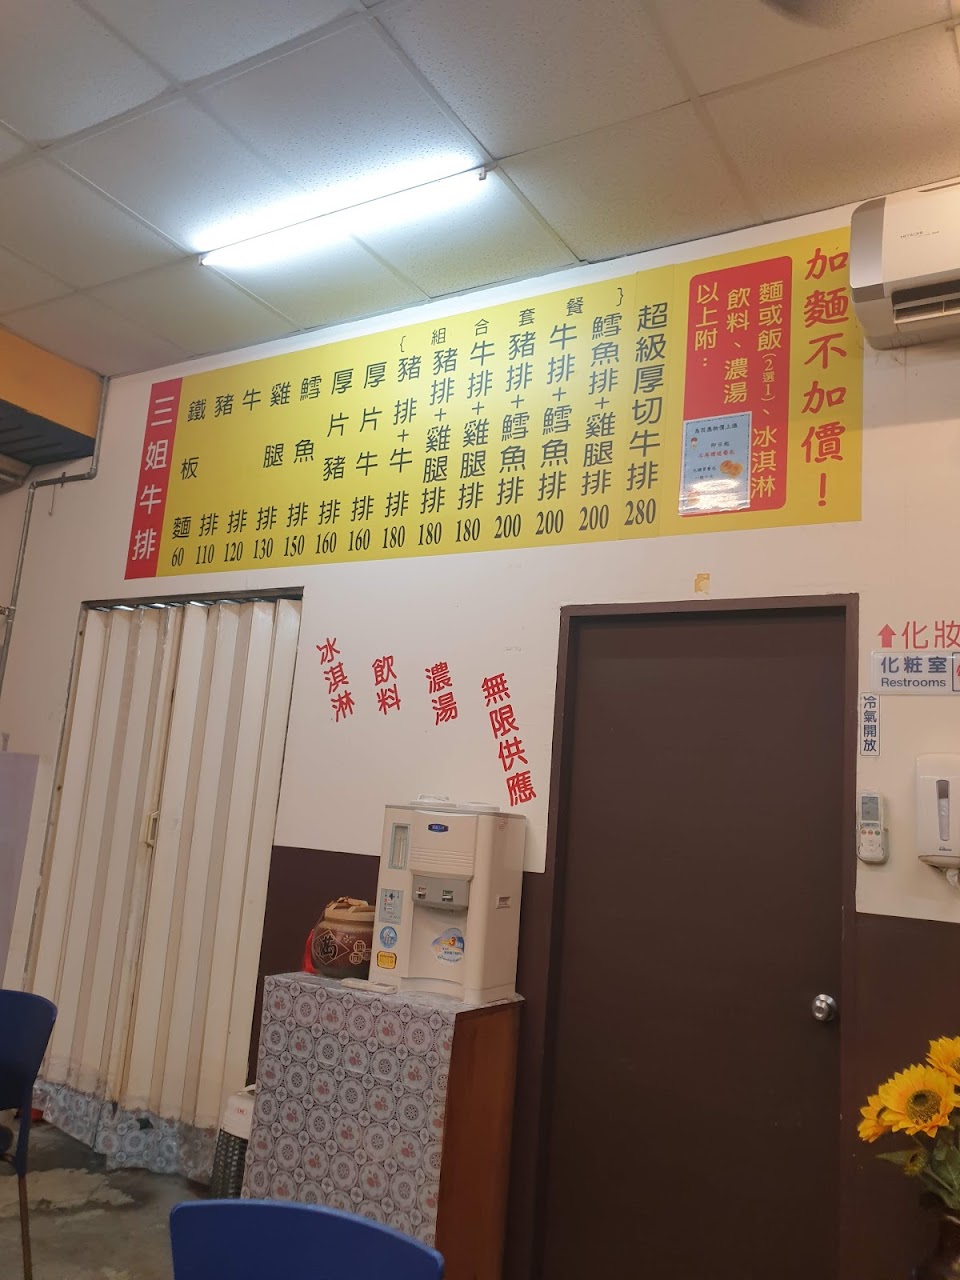 三姐牛排
鐵板麵 60
豬排 110
牛排 120
雞腿排 130
鱈魚排 150
厚片豬排 160
厚片牛排 160
{組合套餐}
豬排+牛排 180
豬排+雞腿排 180
牛排+雞腿排 180
豬排+鱈魚排 200
牛排+鱈魚排 200
鱈魚排+雞腿排 200
超級厚切牛排 280
以上附：
飲料、濃湯
麵或飯(2選1)、冰淇淋
加麵不加價！
冰淇淋
飲料
濃湯
無限供應
化妝
化粧室
Restrooms
冷氣開放
萬